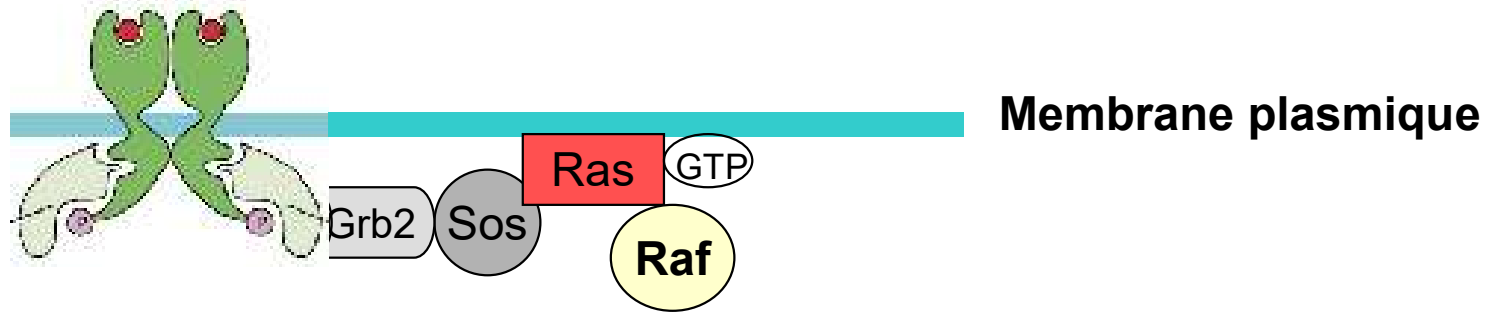 Membrane plasmique
Ras
GTP
Grb2
Sos
Raf
P
P